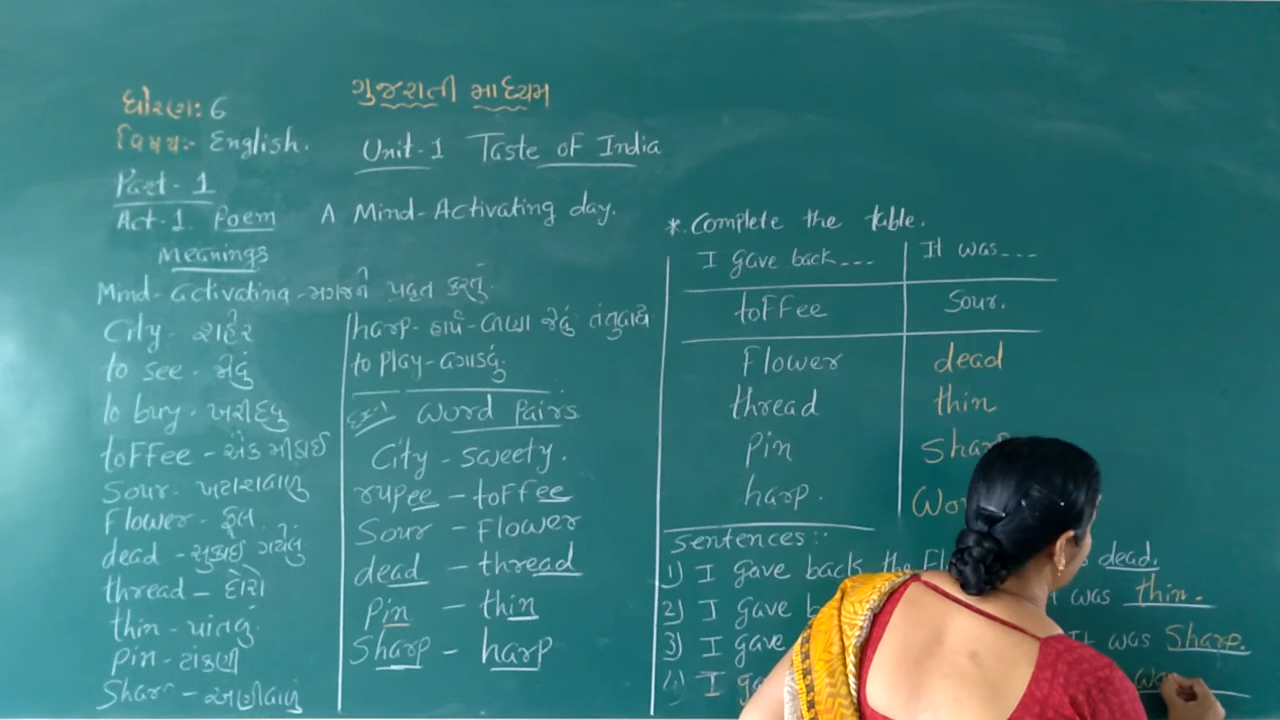 ગુજરાતી માધ્યમ
ધોરણ: 6
વિષય:- English.
Unit-1 Taste of India
Part-1
Act-1. Poem A Mind-Activating day.
Meanings
Mind-activating - મગજને પ્રવૃત કરતું.
City - શહેર
to see -
to buy - ખરીદવુ
toffee - એક મીઠાઈ
Sour - ખટાશવાળુ
Flower - ફૂલ.
dead - સુકાઈ ગયેલું
thread - દોરો
thin - પાતળું
Pin - ટાંકણી
Sharp - અણીવાળું
harp - હાર્પ - વીણા જેવું તંતુવાદ્ય
to Play - વગાડવું.
Word Pairs
City - sweety.
rupee - toffee
Sour - Flower
dead - thread
Pin - thin
Sharp - harp
*. Complete the table.
I gave back--- It was---
toffee Sour.
Flower dead
thread thin
Pin
harp.
Sentences:-
1) I gave back the dead.
2) I gave was thin.
3) I gave It was Sharp.
4) I